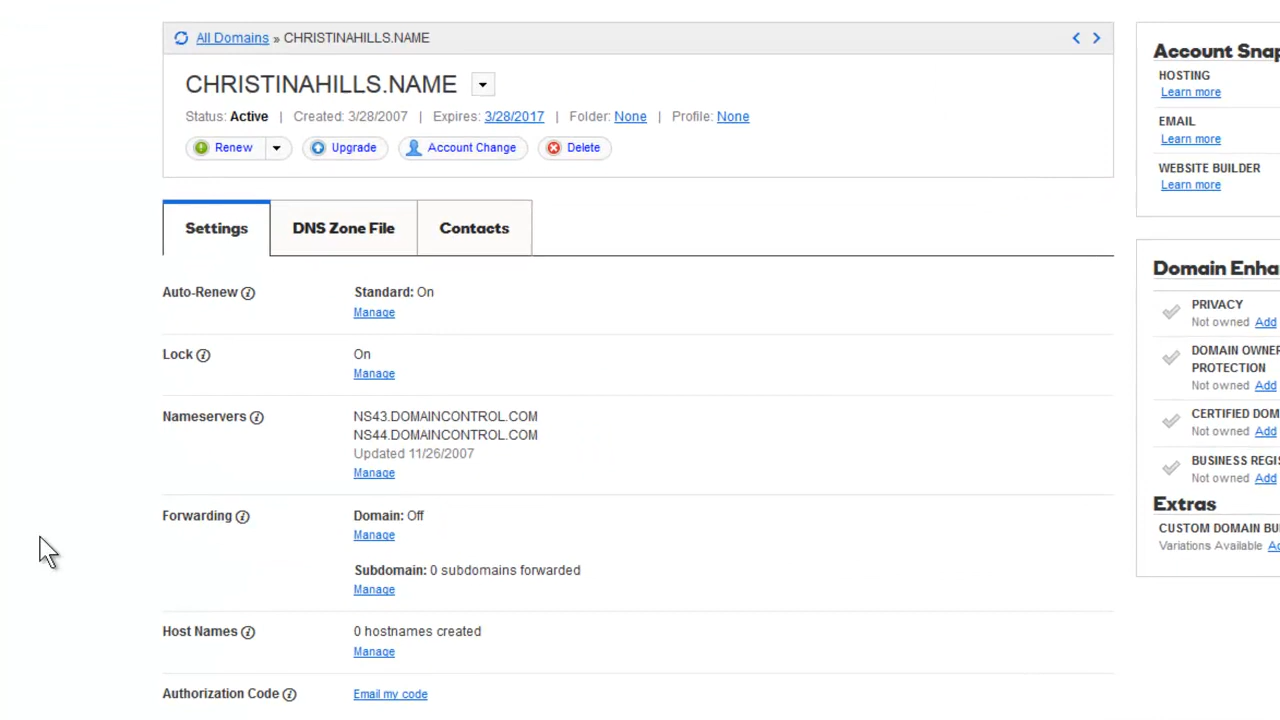 All Domains » CHRISTINAHILLS.NAME
CHRISTINAHILLS.NAME
Status: Active | Created: 3/28/2007 | Expires: 3/28/2017 | Folder: None | Profile: None
Renew Upgrade Account Change Delete
Settings DNS Zone File Contacts
Auto-Renew Standard: On
Manage
Lock On
Manage
Nameservers NS43.DOMAINCONTROL.COM
NS44.DOMAINCONTROL.COM
Updated 11/26/2007
Manage
Forwarding Domain: Off
Manage
Subdomain: 0 subdomains forwarded
Manage
Host Names 0 hostnames created
Manage
Authorization Code Email my code
Account Snap
HOSTING
Learn more
EMAIL
Learn more
WEBSITE BUILDER
Learn more
Domain Enha
PRIVACY
Not owned Add
DOMAIN OWNER
PROTECTION
Not owned Add
CERTIFIED DOM
Not owned Add
BUSINESS REGIS
Not owned Add
Extras
CUSTOM DOMAIN BU
Variations Available